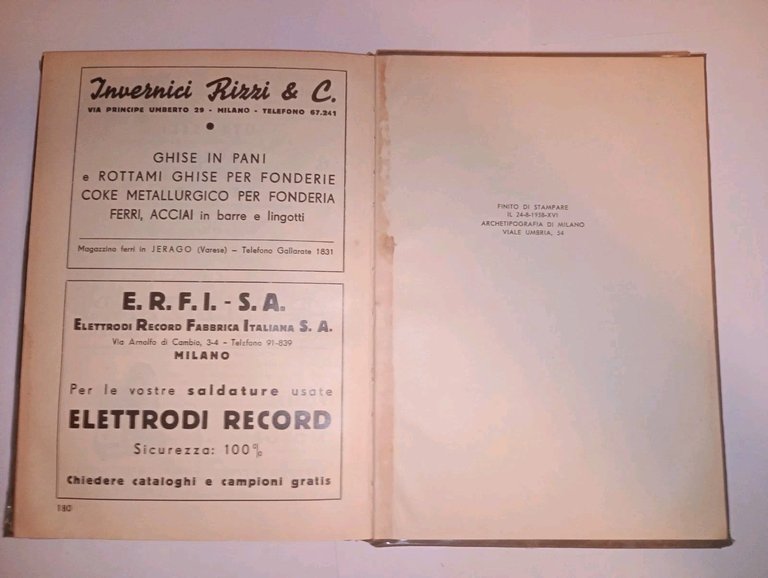 Invernici Rizzi & C.
VIA PRINCIPE UMBERTO 29 - MILANO - TELEFONO 67.241
GHISE IN PANI
e ROTTAMI GHISE PER FONDERIE
COKE METALLURGICO PER FONDERIA
FERRI, ACCIAI in barre e lingotti
Magazzino ferri in JERAGO (Varese) - Telefono Gallarate 1831
E. R. F. I. - S. A.
ELETTRODI RECORD FABBRICA ITALIANA S. A.
Via Arnolfo di Cambio, 3-4 - Telefono 91-839
MILANO
Per le vostre saldature usate
ELETTRODI RECORD
Sicurezza: 100%
Chiedere cataloghi e campioni gratis
180
FINITO DI STAMPARE
IL 24-8-1938-XVI
ARCHETIPOGRAFIA DI MILANO
VIALE UMBRIA, 54